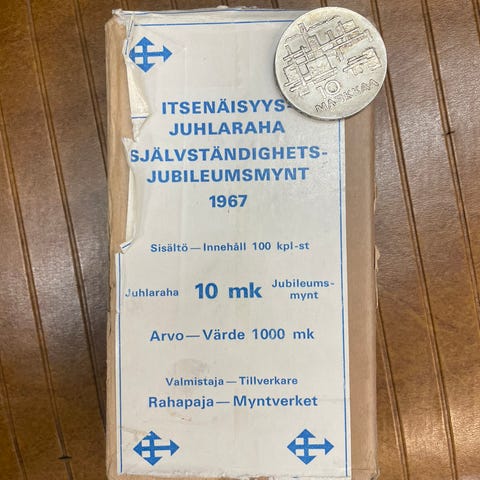 ITSENÄISYYS-
JUHLARAHA
SJÄLVSTÄNDIGHETS-
JUBILEUMSMYNT
1967
Sisältö — Innehåll 100 kpl-st
Juhlaraha 10 mk Jubileums-
mynt
Arvo — Värde 1000 mk
Valmistaja — Tillverkare
Rahapaja — Myntverket
10
MARKKAA